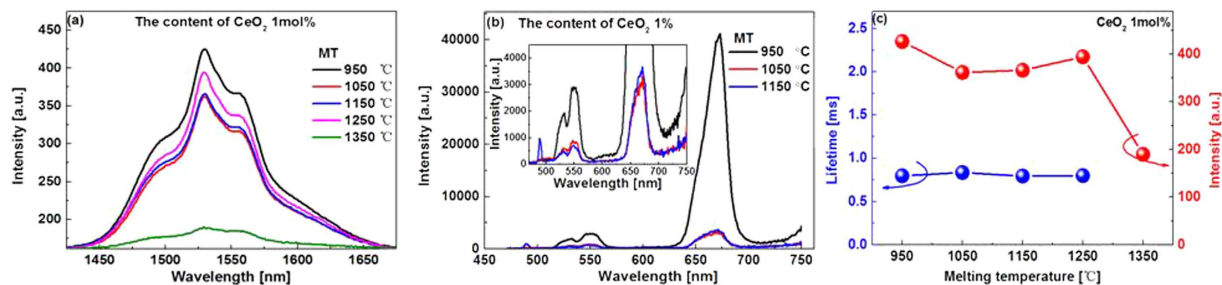 (a)
The content of CeO2 1mol%
MT
950 ℃
1050 ℃
1150 ℃
1250 ℃
1350 ℃
450
400
350
300
250
200
Intensity [a.u.]
1450 1500 1550 1600 1650
Wavelength [nm]
(b)
The content of CeO2 1%
MT
950 °C
1050 °C
1150 °C
40000
30000
20000
10000
0
Intensity [a.u.]
4000
3000
2000
1000
0
Intensity [a.u.]
500 550 600 650 700 750
Wavelength [nm]
450 500 550 600 650 700 750
Wavelength [nm]
(c)
CeO2 1mol%
2.5
2.0
1.5
1.0
0.5
0.0
Lifetime [ms]
400
300
200
100
0
Intensity [a.u.]
950 1050 1150 1250 1350
Melting temperature [℃]